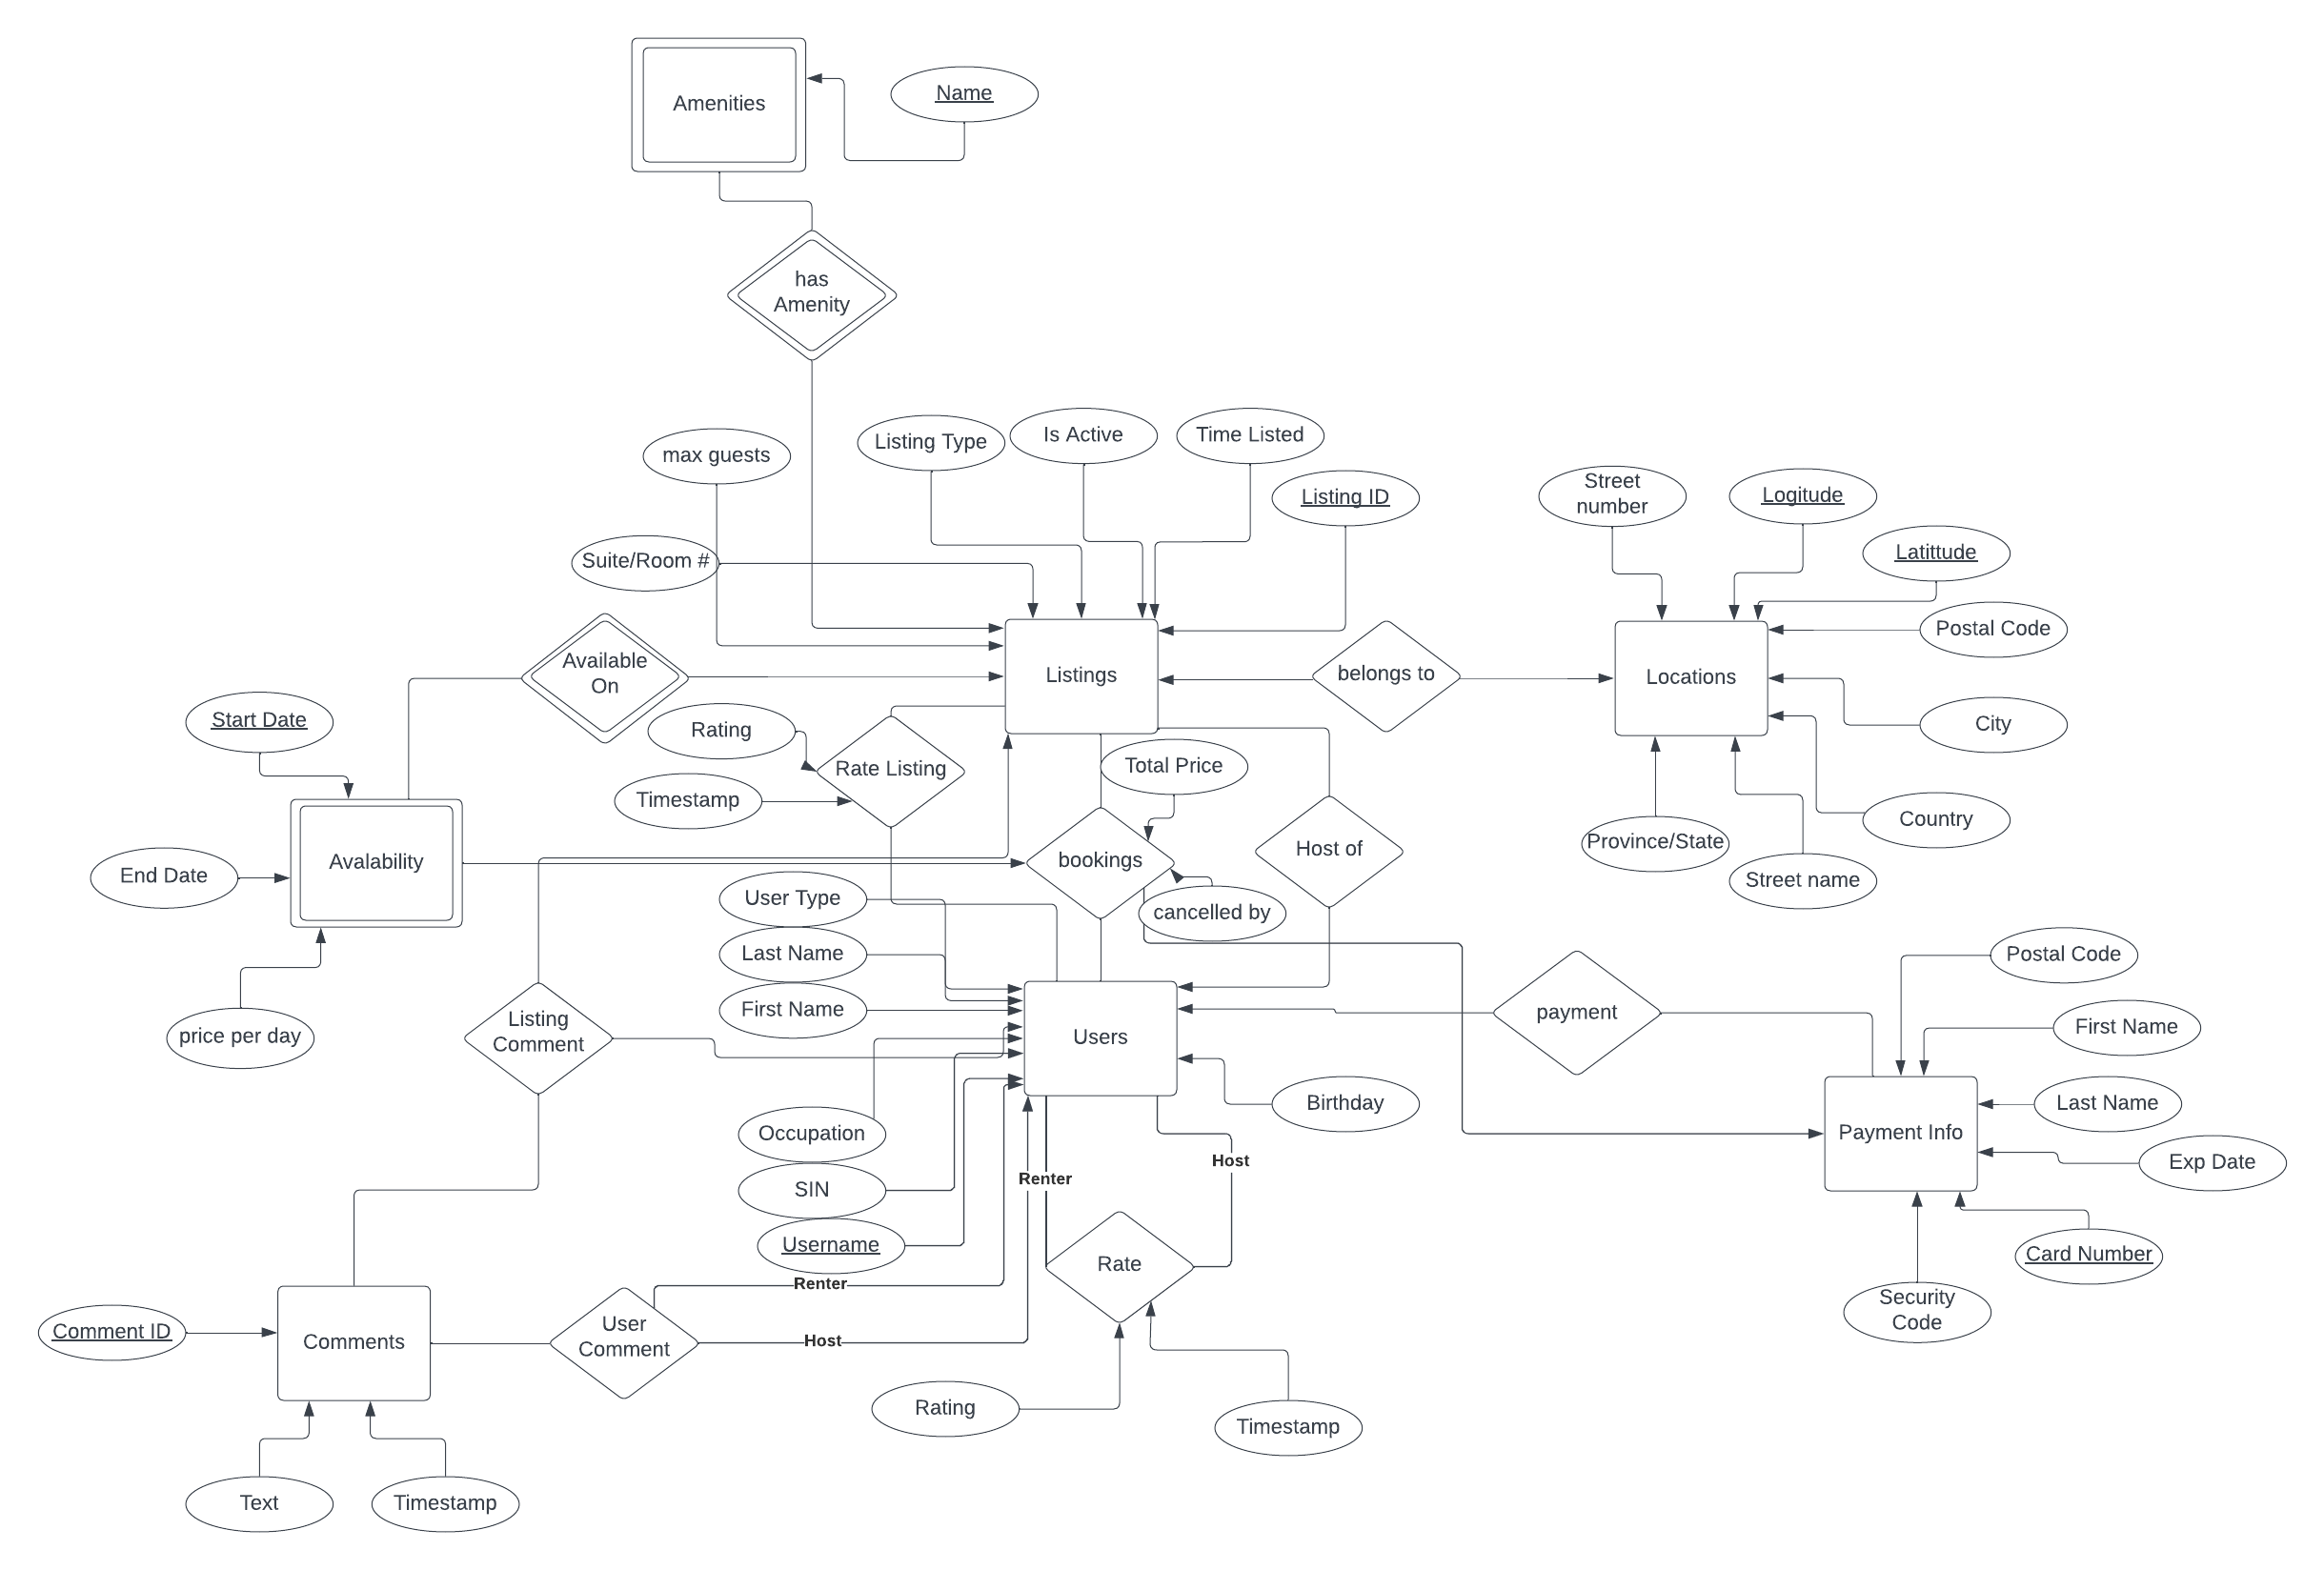 Amenities
Name
has
Amenity
Listing Type
Is Active
Time Listed
max guests
Listing ID
Street
number
Logitude
Latittude
Suite/Room #
Postal Code
Available
On
Listings
belongs to
Locations
Start Date
Rating
City
Rate Listing
Total Price
Timestamp
Country
Province/State
Host of
Avalability
bookings
End Date
Street name
User Type
cancelled by
Last Name
Postal Code
First Name
payment
First Name
Listing
Comment
price per day
Users
Birthday
Last Name
Occupation
Payment Info
Host
Exp Date
Renter
SIN
Username
Rate
Card Number
Renter
Security
Code
Comment ID
Comments
User
Comment
Host
Rating
Timestamp
Text
Timestamp